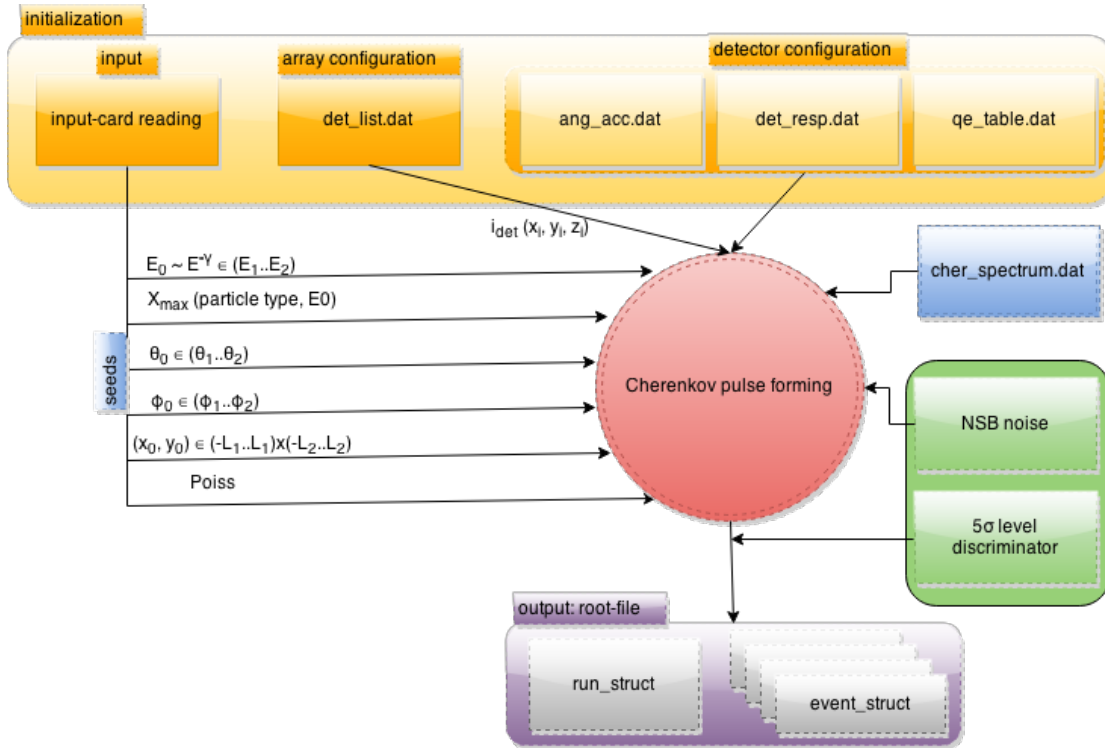 initialization
input
array configuration
detector configuration
input-card reading
det_list.dat
ang_acc.dat
det_resp.dat
qe_table.dat
i_det (x_i, y_i, z_i)
E_0 ~ E^-γ ∈ (E_1..E_2)
cher_spectrum.dat
X_max (particle type, E0)
seeds
θ_0 ∈ (θ_1..θ_2)
Cherenkov pulse forming
ϕ_0 ∈ (ϕ_1..ϕ_2)
NSB noise
(x_0, y_0) ∈ (-L_1..L_1)x(-L_2..L_2)
Poiss
5σ level
discriminator
output: root-file
run_struct
event_struct